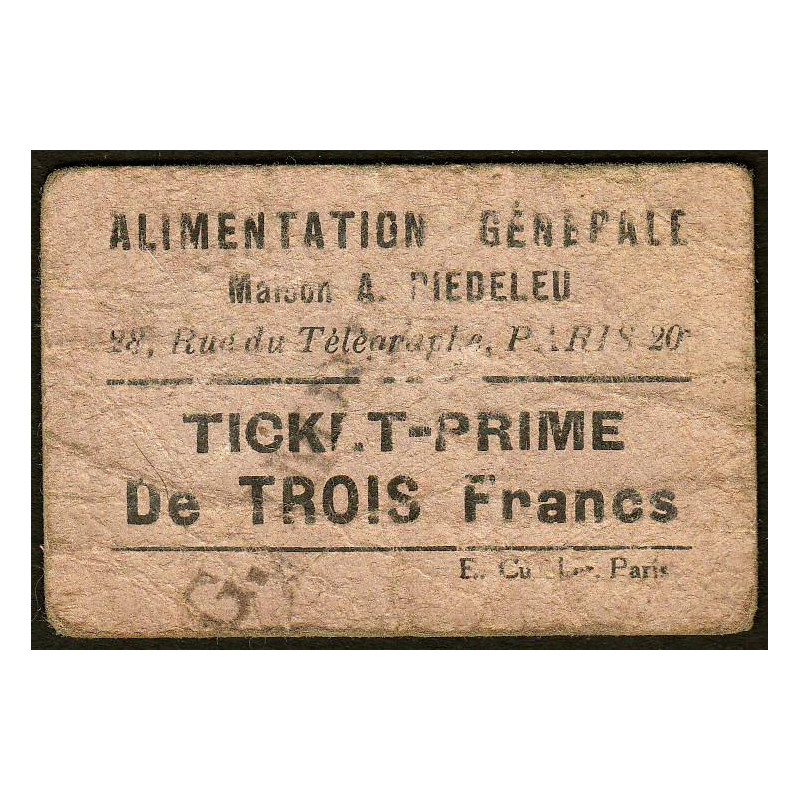 ALIMENTATION GÉNÉRALE
Maison A. PIEDELEU
28, Rue du Télégraphe, PARIS 20e
TICKET-PRIME
De TROIS Francs
E. Paris
G.